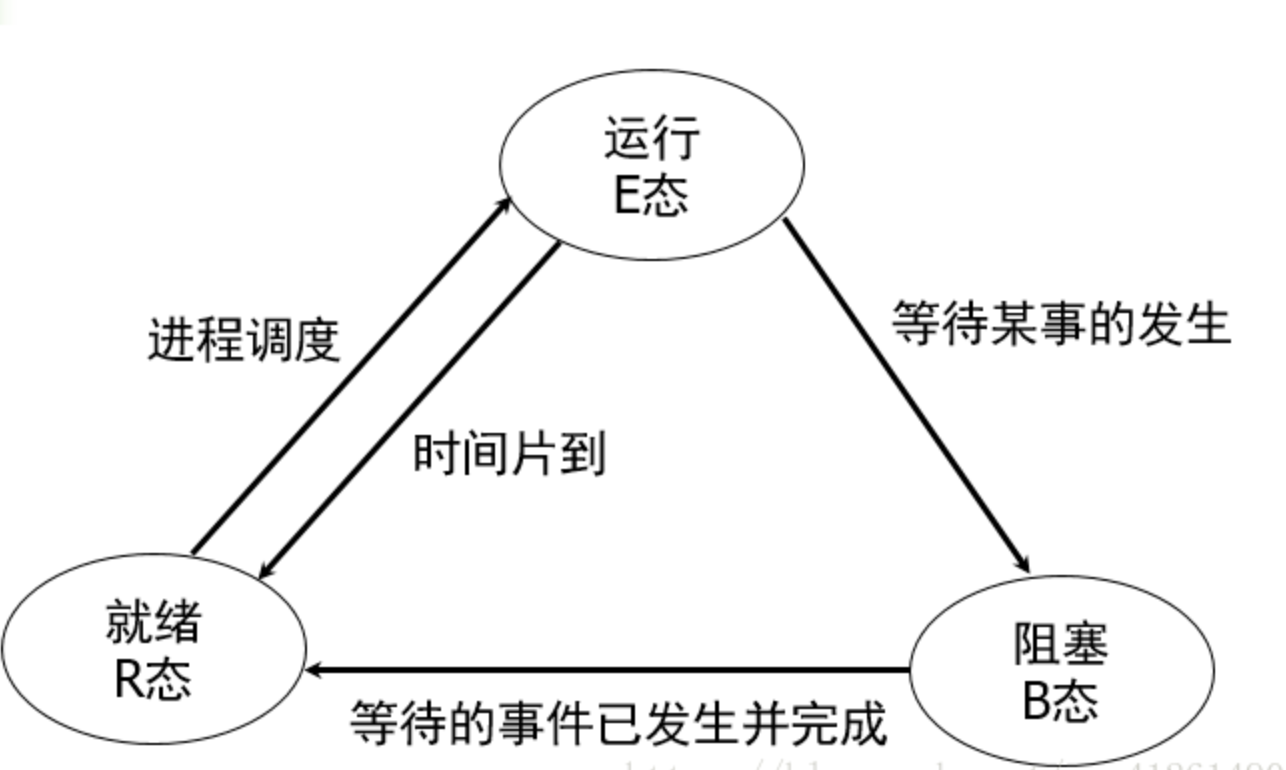 运行
E态
进程调度
等待某事的发生
时间片到
就绪
R态
阻塞
B态
等待的事件已发生并完成